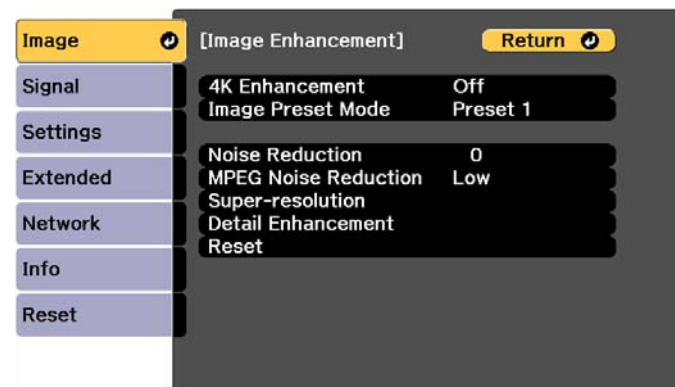 Image
Signal
Settings
Extended
Network
Info
Reset
[Image Enhancement] Return
4K Enhancement Off
Image Preset Mode Preset 1
Noise Reduction 0
MPEG Noise Reduction Low
Super-resolution
Detail Enhancement
Reset